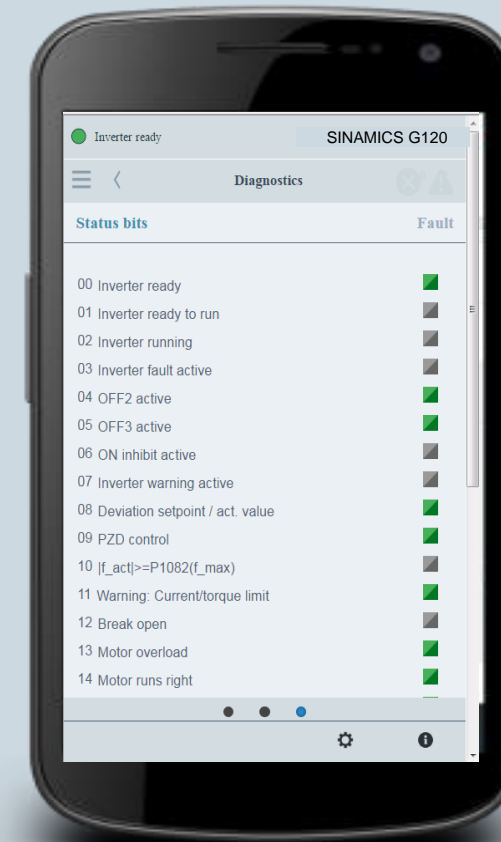 Inverter ready SINAMICS G120
Diagnostics
Status bits Fault
00 Inverter ready
01 Inverter ready to run
02 Inverter running
03 Inverter fault active
04 OFF2 active
05 OFF3 active
06 ON inhibit active
07 Inverter warning active
08 Deviation setpoint / act. value
09 PZD control
10 |f_act|>=P1082(f_max)
11 Warning: Current/torque limit
12 Break open
13 Motor overload
14 Motor runs right